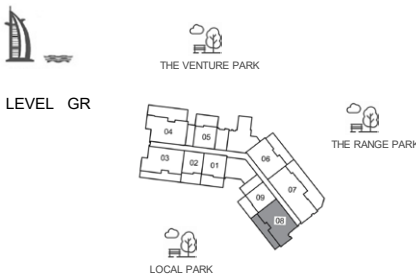 THE VENTURE PARK
LEVEL GR
THE RANGE PARK
04
05
03
02
01
06
07
09
08
LOCAL PARK